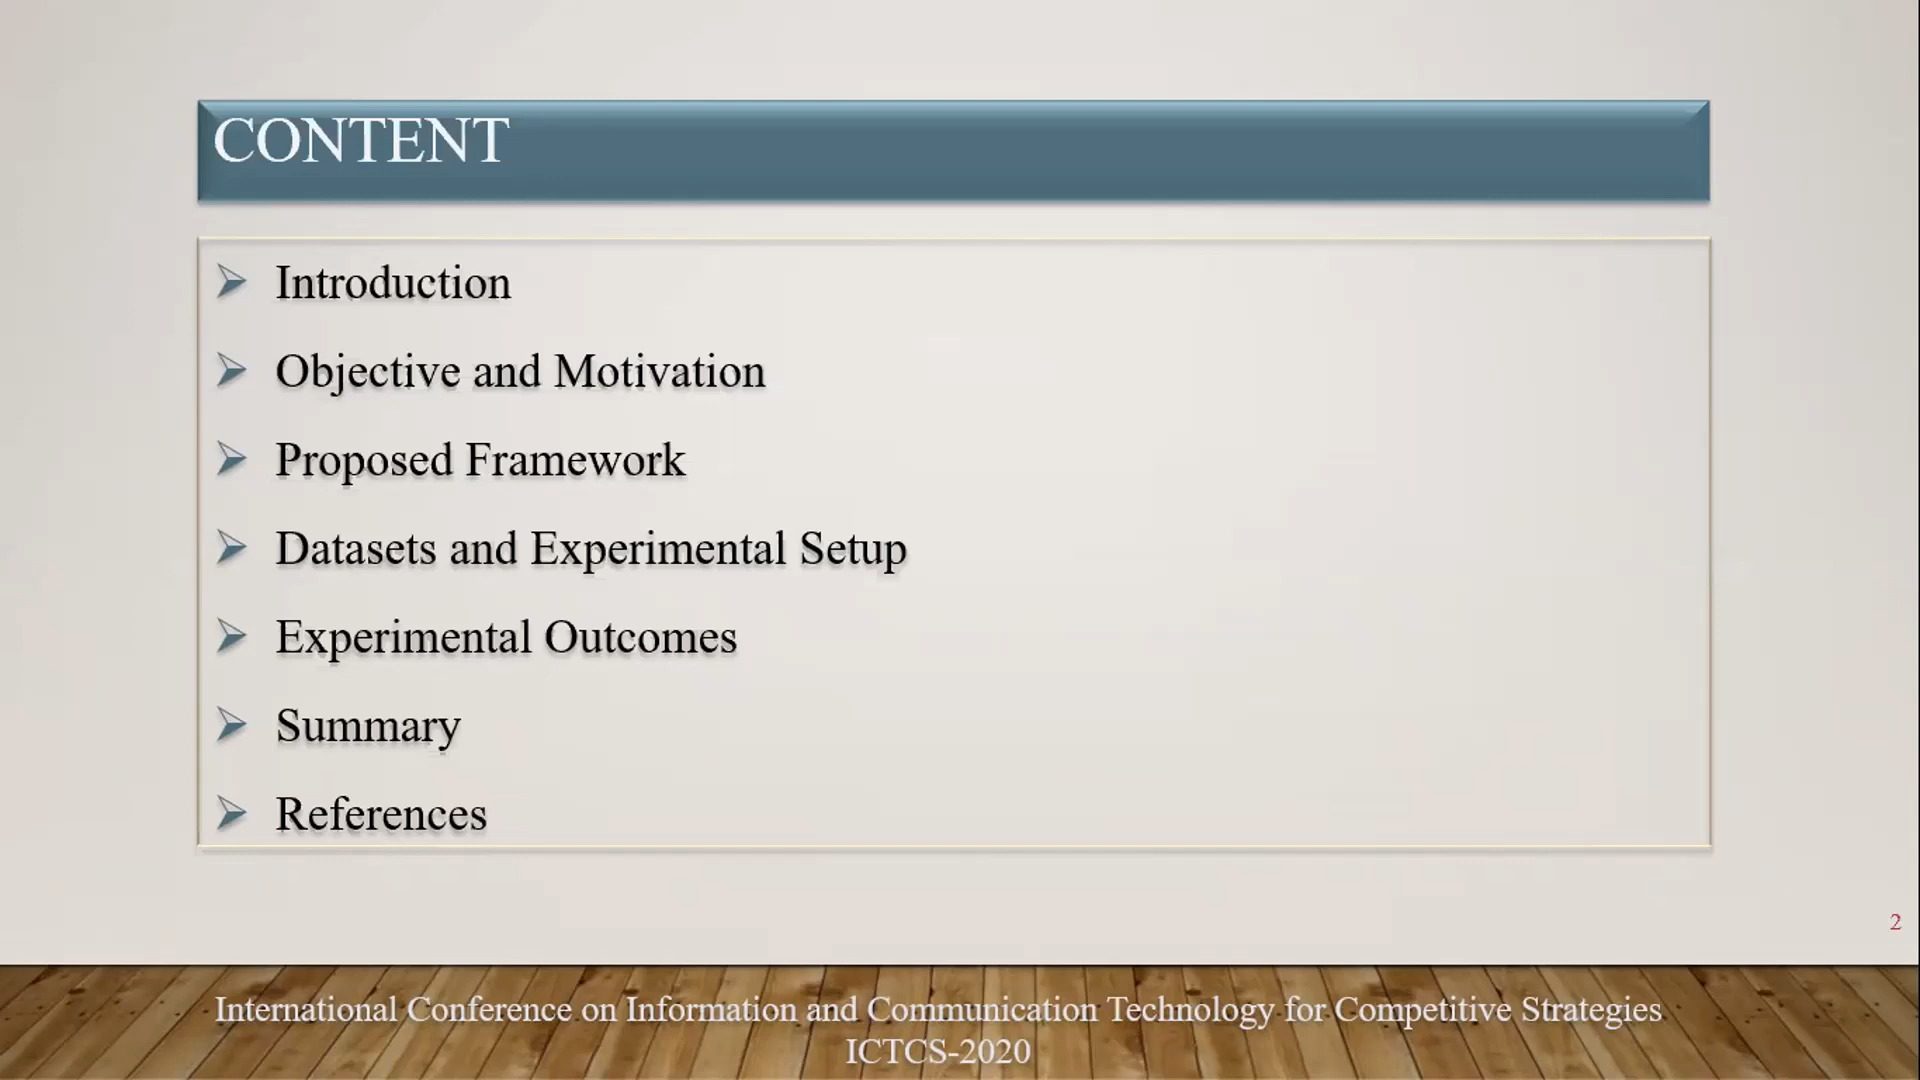 CONTENT
Introduction
Objective and Motivation
Proposed Framework
Datasets and Experimental Setup
Experimental Outcomes
Summary
References
2
International Conference on Information and Communication Technology for Competitive Strategies
ICTCS-2020